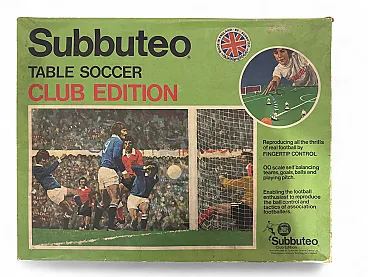 Subbuteo
TABLE SOCCER
CLUB EDITION
Reproducing all the thrills
of real football by
FINGERTIP CONTROL
OO scale self balancing
teams, goals, balls and
playing pitch.
Enabling the football
enthusiast to reproduce
the ball control and
tactics of association
footballers.
Subbuteo
Club Edition